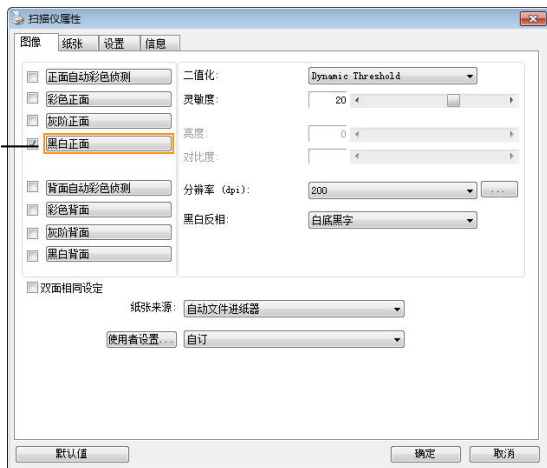 扫描仪属性
图像 纸张 设置 信息
正面自动彩色侦测 二值化: Dynamic Threshold
彩色正面 灵敏度: 20
灰阶正面
黑白正面 亮度: 0
对比度:
背面自动彩色侦测 分辨率 (dpi): 200 ...
彩色背面 黑白反相: 白底黑字
灰阶背面
黑白背面
双面相同设定
纸张来源: 自动文件进纸器
使用者设置... 自订
默认值 确定 取消